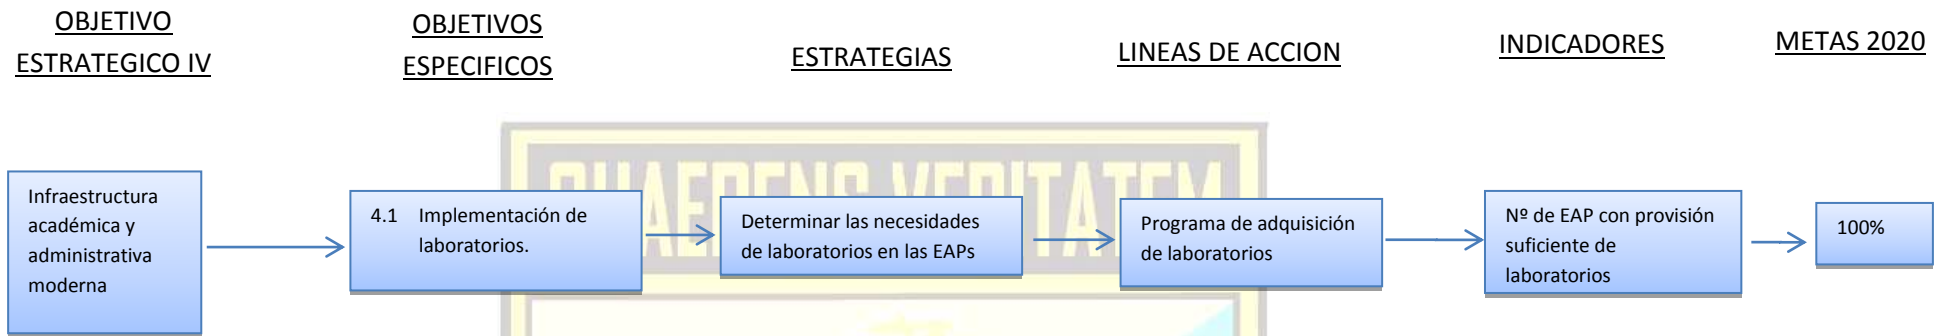 OBJETIVO
ESTRATEGICO IV
OBJETIVOS
ESPECIFICOS
ESTRATEGIAS
LINEAS DE ACCION
INDICADORES
METAS 2020
QUAERENS VERITATEM
Infraestructura
académica y
administrativa
moderna
4.1 Implementación de
laboratorios.
Determinar las necesidades
de laboratorios en las EAPs
Programa de adquisición
de laboratorios
Nº de EAP con provisión
suficiente de
laboratorios
100%